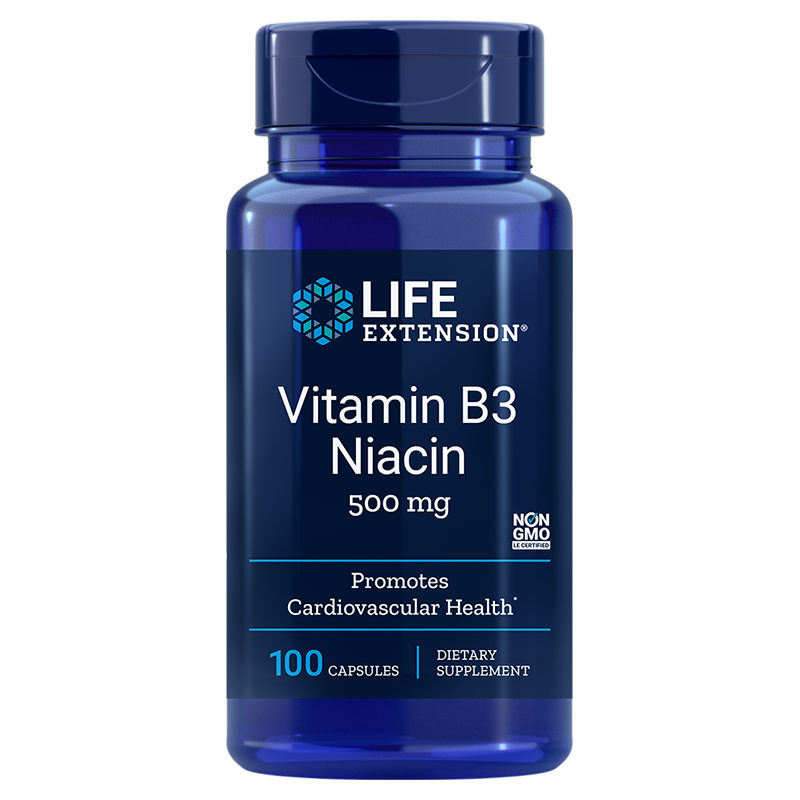 LIFE
EXTENSION®
Vitamin B3
Niacin
500 mg
NON
GMO
LE CERTIFIED
Promotes
Cardiovascular Health*
100 CAPSULES
DIETARY
SUPPLEMENT